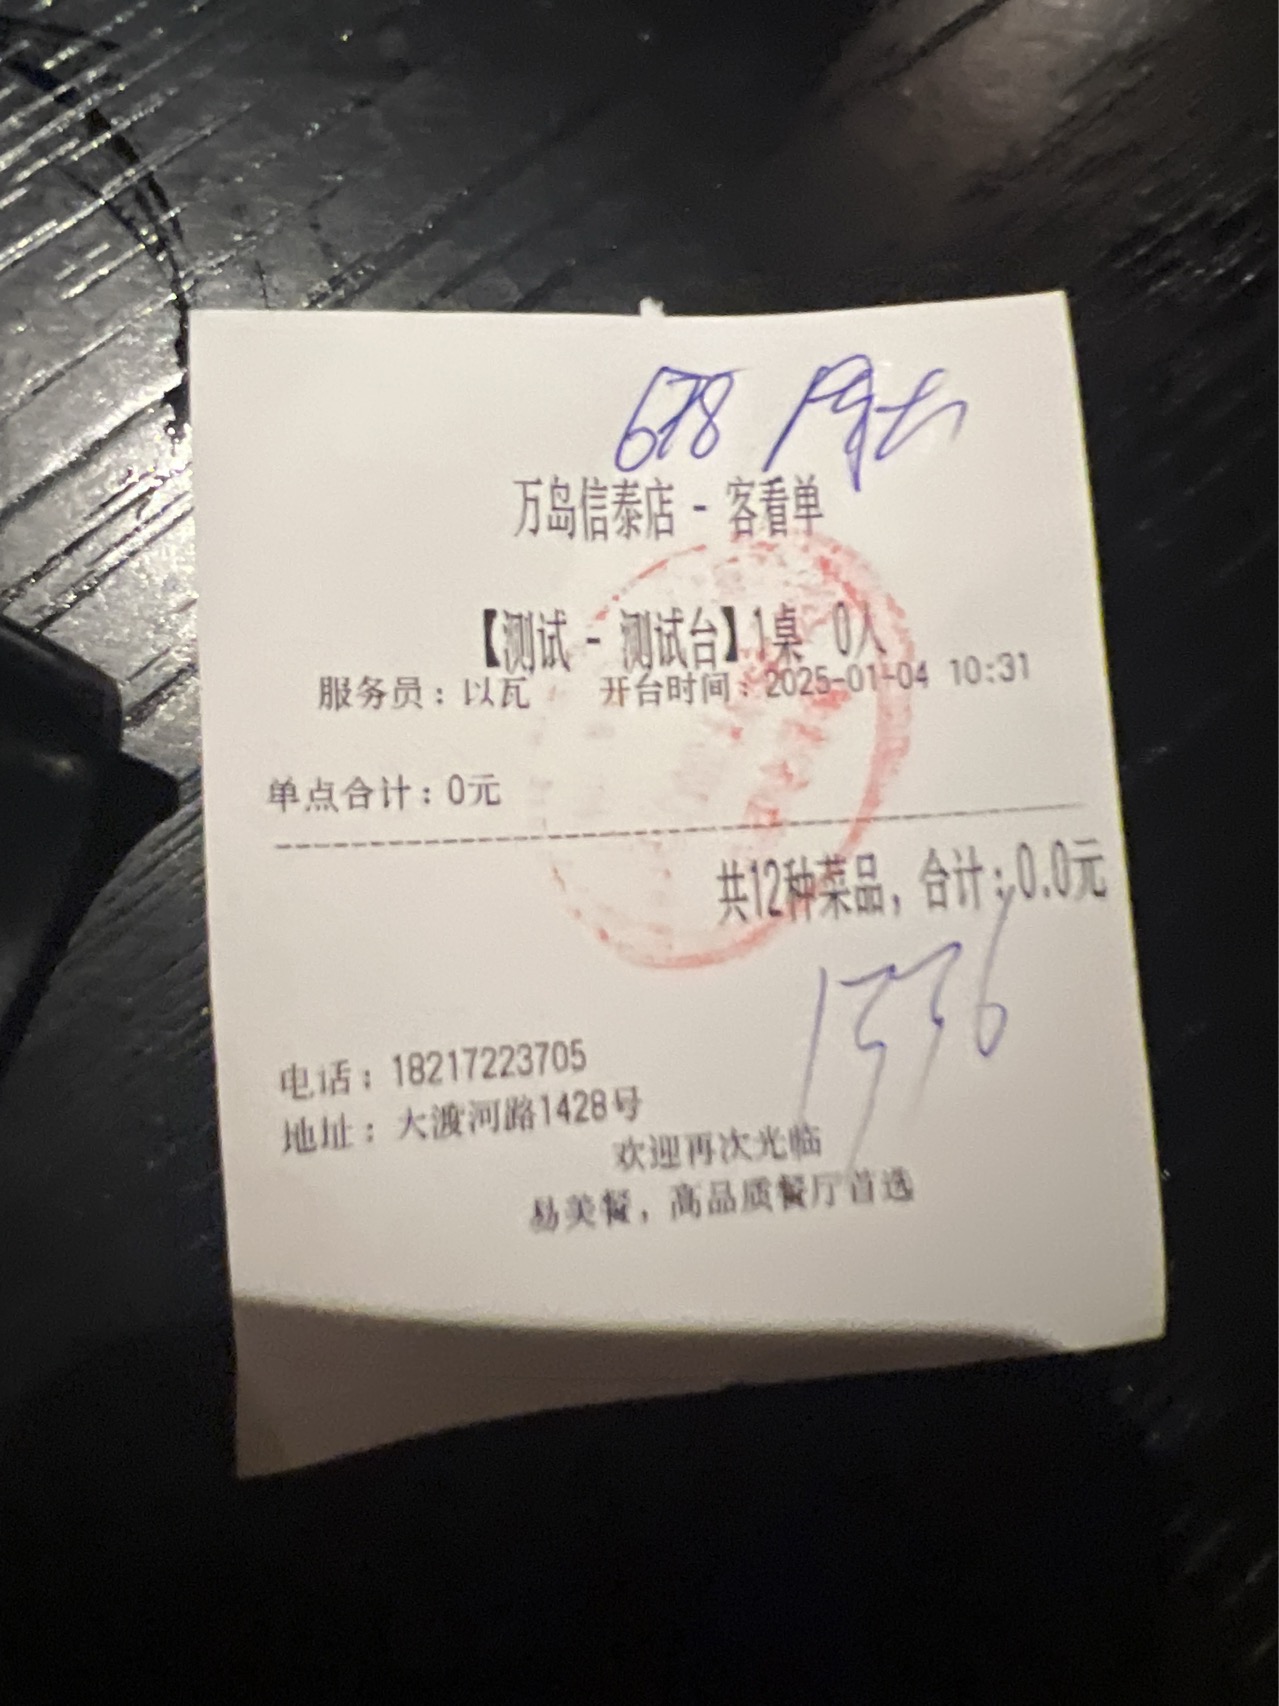 678
万岛信泰店 - 客看单
【测试 - 测试台】1桌 0人
服务员：以瓦 开台时间：2025-01-04 10:31
单点合计：0元
共12种菜品，合计：0.0元
1556
电话：18217223705
地址：大渡河路1428号
欢迎再次光临
易美餐，高品质餐厅首选